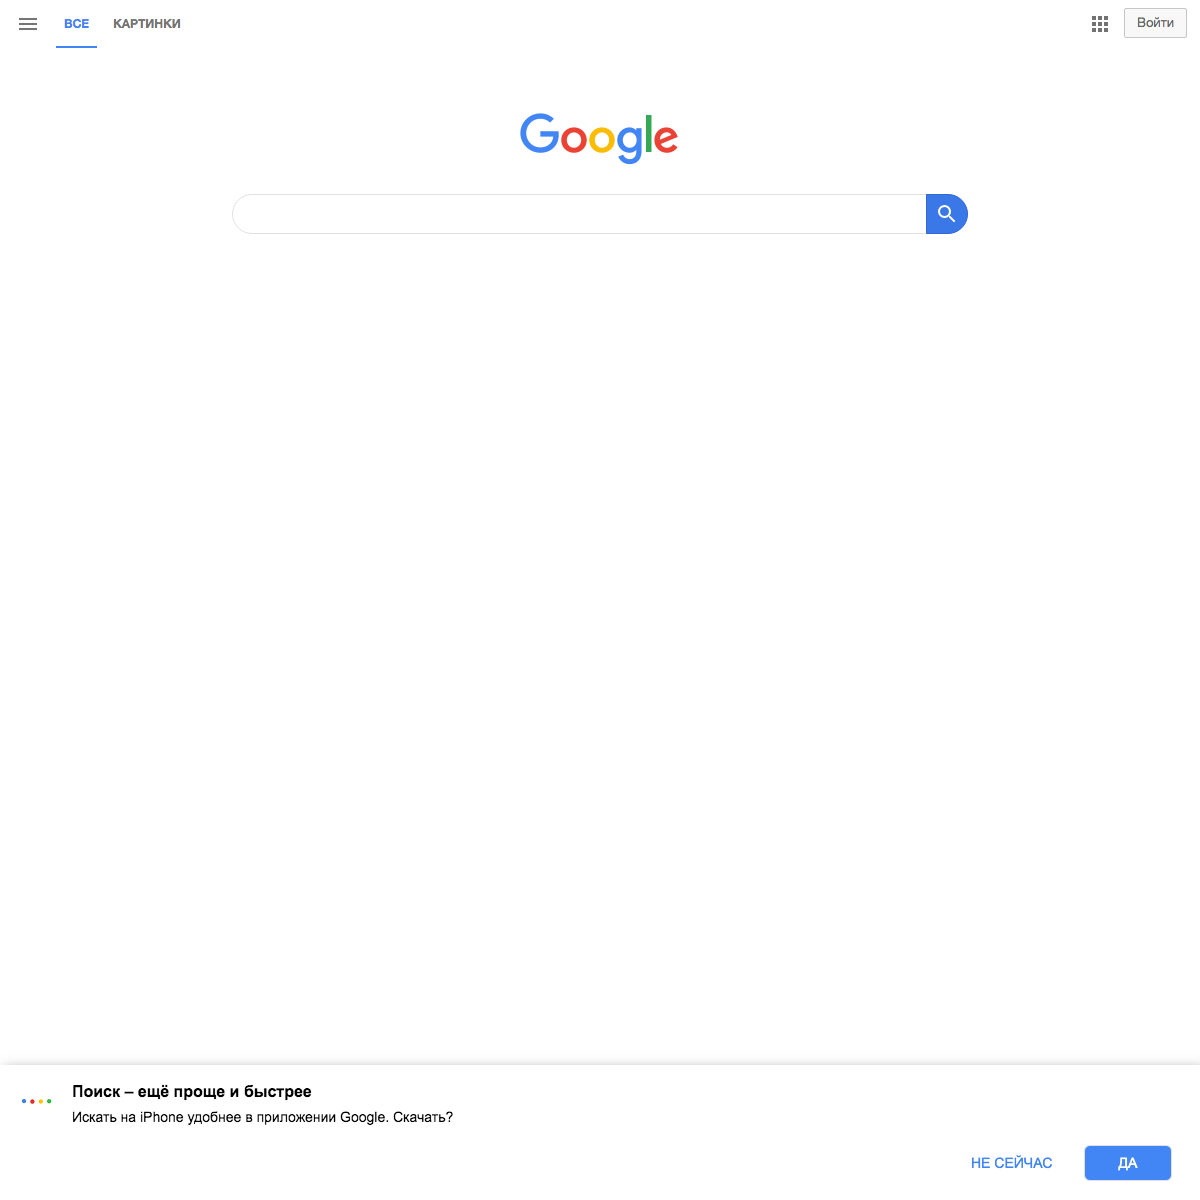 ВСЕ КАРТИНКИ Войти
Google
Поиск – ещё проще и быстрее
Искать на iPhone удобнее в приложении Google. Скачать?
НЕ СЕЙЧАС ДА